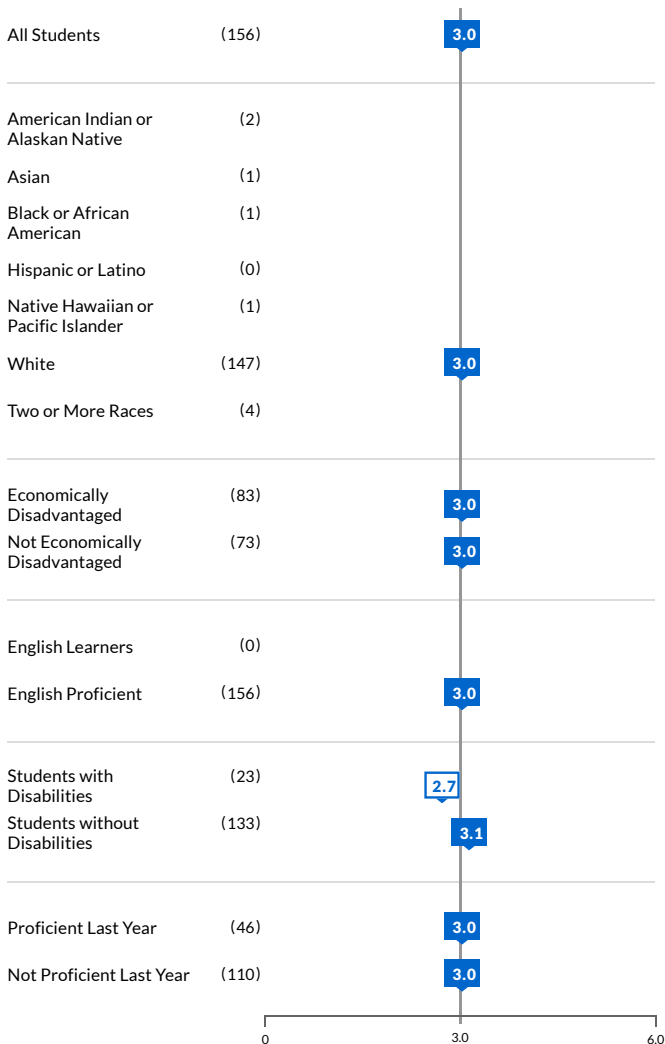 All Students (156) 3.0
American Indian or (2)
Alaskan Native
Asian (1)
Black or African (1)
American
Hispanic or Latino (0)
Native Hawaiian or (1)
Pacific Islander
White (147) 3.0
Two or More Races (4)
Economically (83) 3.0
Disadvantaged
Not Economically (73) 3.0
Disadvantaged
English Learners (0)
English Proficient (156) 3.0
Students with (23) 2.7
Disabilities
Students without (133) 3.1
Disabilities
Proficient Last Year (46) 3.0
Not Proficient Last Year (110) 3.0
0 3.0 6.0